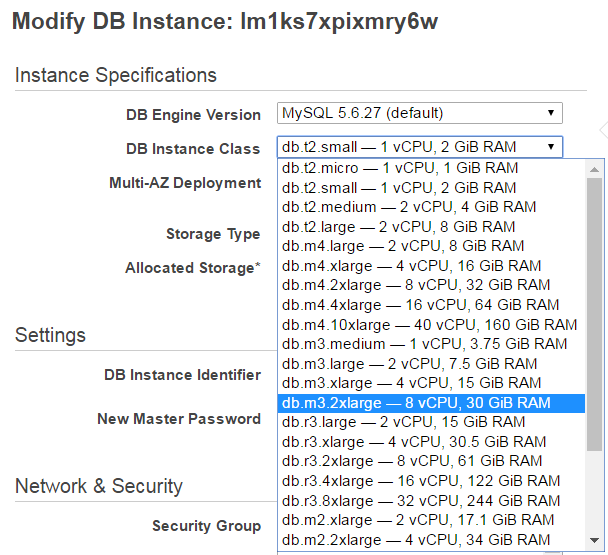 Modify DB Instance: lm1ks7xpixmry6w
Instance Specifications
DB Engine Version MySQL 5.6.27 (default)
DB Instance Class db.t2.small — 1 vCPU, 2 GiB RAM
Multi-AZ Deployment
Storage Type
Allocated Storage*
db.t2.micro — 1 vCPU, 1 GiB RAM
db.t2.small — 1 vCPU, 2 GiB RAM
db.t2.medium — 2 vCPU, 4 GiB RAM
db.t2.large — 2 vCPU, 8 GiB RAM
db.m4.large — 2 vCPU, 8 GiB RAM
db.m4.xlarge — 4 vCPU, 16 GiB RAM
db.m4.2xlarge — 8 vCPU, 32 GiB RAM
db.m4.4xlarge — 16 vCPU, 64 GiB RAM
db.m4.10xlarge — 40 vCPU, 160 GiB RAM
db.m3.medium — 1 vCPU, 3.75 GiB RAM
db.m3.large — 2 vCPU, 7.5 GiB RAM
db.m3.xlarge — 4 vCPU, 15 GiB RAM
db.m3.2xlarge — 8 vCPU, 30 GiB RAM
db.r3.large — 2 vCPU, 15 GiB RAM
db.r3.xlarge — 4 vCPU, 30.5 GiB RAM
db.r3.2xlarge — 8 vCPU, 61 GiB RAM
db.r3.4xlarge — 16 vCPU, 122 GiB RAM
db.r3.8xlarge — 32 vCPU, 244 GiB RAM
db.m2.xlarge — 2 vCPU, 17.1 GiB RAM
db.m2.2xlarge — 4 vCPU, 34 GiB RAM
Settings
DB Instance Identifier
New Master Password
Network & Security
Security Group